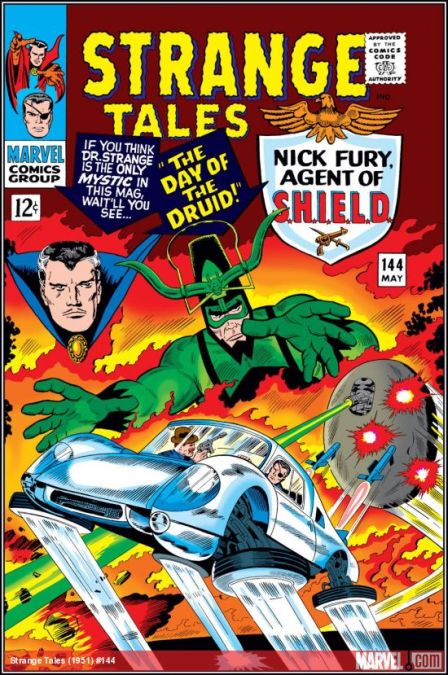 STRANGE
TALES
APPROVED
BY THE
COMICS
CODE
AUTHORITY
IND.
MARVEL
COMICS
GROUP
12¢
IF YOU THINK
DR. STRANGE
IS THE ONLY
MYSTIC IN
THIS MAG,
WAIT'LL YOU
SEE...
"THE
DAY OF
THE
DRUID!"
NICK FURY,
AGENT OF
S.H.I.E.L.D.
144
MAY
Strange Tales (1951) #144
MARVEL.com